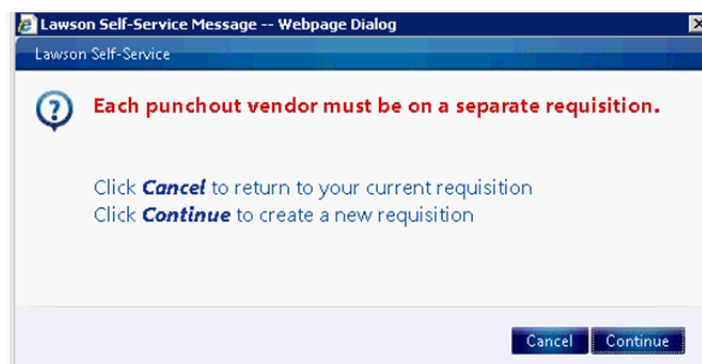 Lawson Self-Service Message -- Webpage Dialog
Lawson Self-Service
Each punchout vendor must be on a separate requisition.
Click Cancel to return to your current requisition
Click Continue to create a new requisition
Cancel Continue